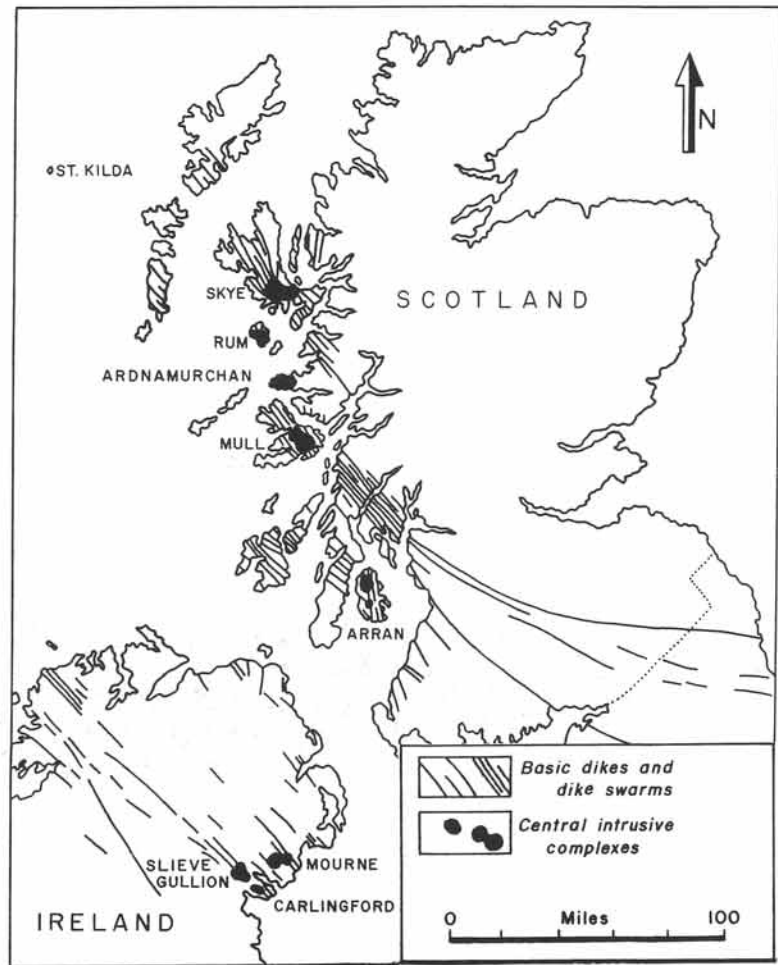 N
ST. KILDA
SKYE
SCOTLAND
RUM
ARDNAMURCHAN
MULL
ARRAN
Basic dikes and
dike swarms
Central intrusive
complexes
SLIEVE
GULLION
MOURNE
CARLINGFORD
IRELAND
0 Miles 100